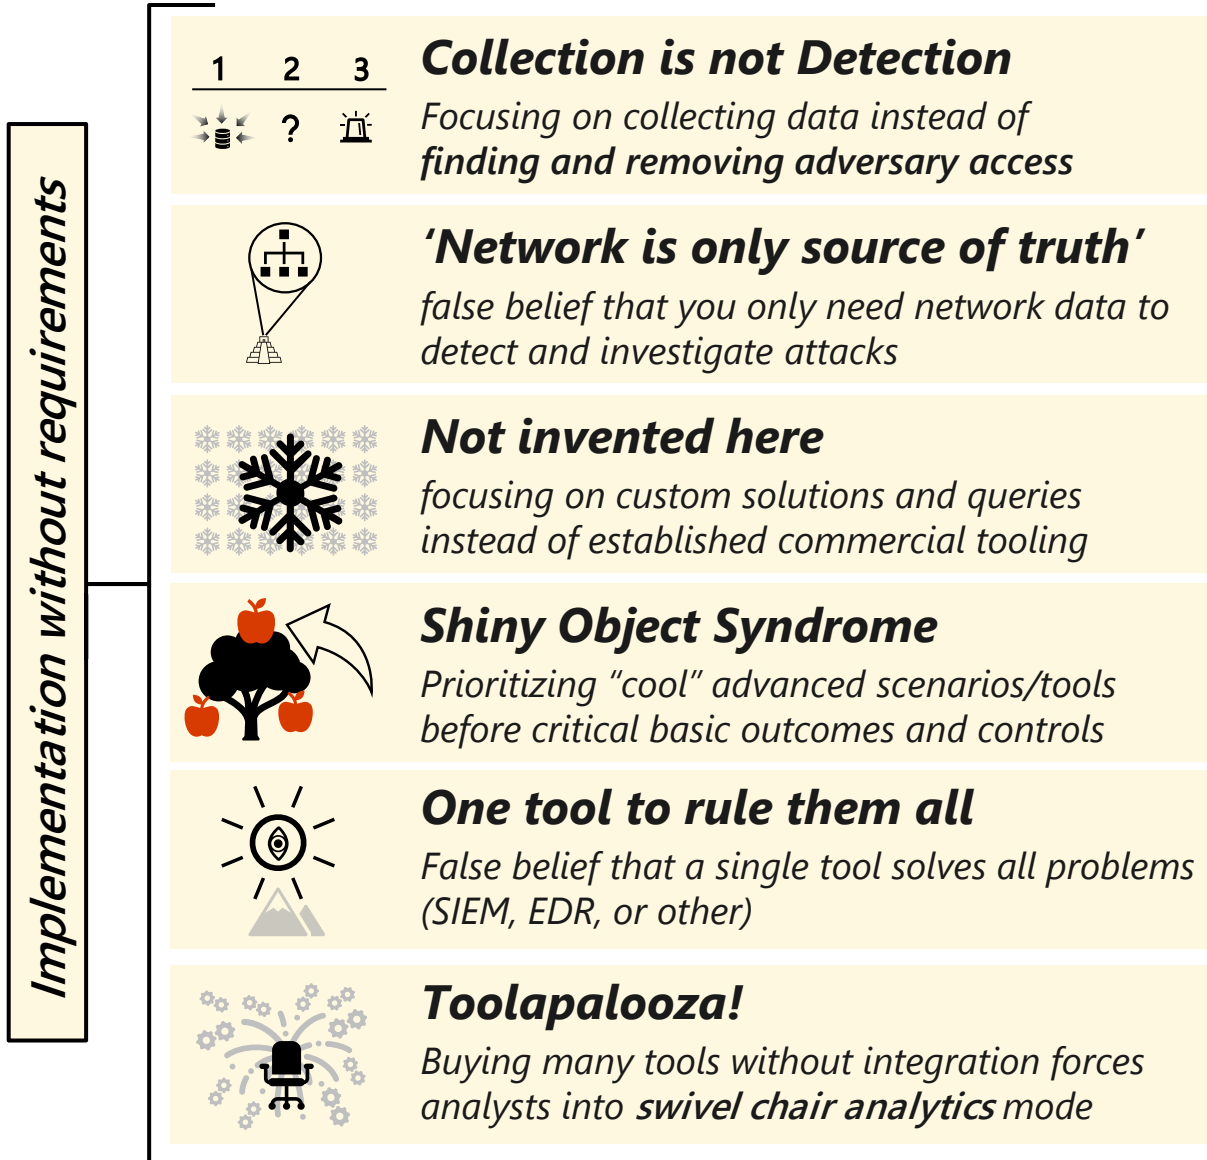 Implementation without requirements
1 2 3
?
Collection is not Detection
Focusing on collecting data instead of
finding and removing adversary access
‘Network is only source of truth’
false belief that you only need network data to
detect and investigate attacks
Not invented here
focusing on custom solutions and queries
instead of established commercial tooling
Shiny Object Syndrome
Prioritizing “cool” advanced scenarios/tools
before critical basic outcomes and controls
One tool to rule them all
False belief that a single tool solves all problems
(SIEM, EDR, or other)
Toolapalooza!
Buying many tools without integration forces
analysts into swivel chair analytics mode